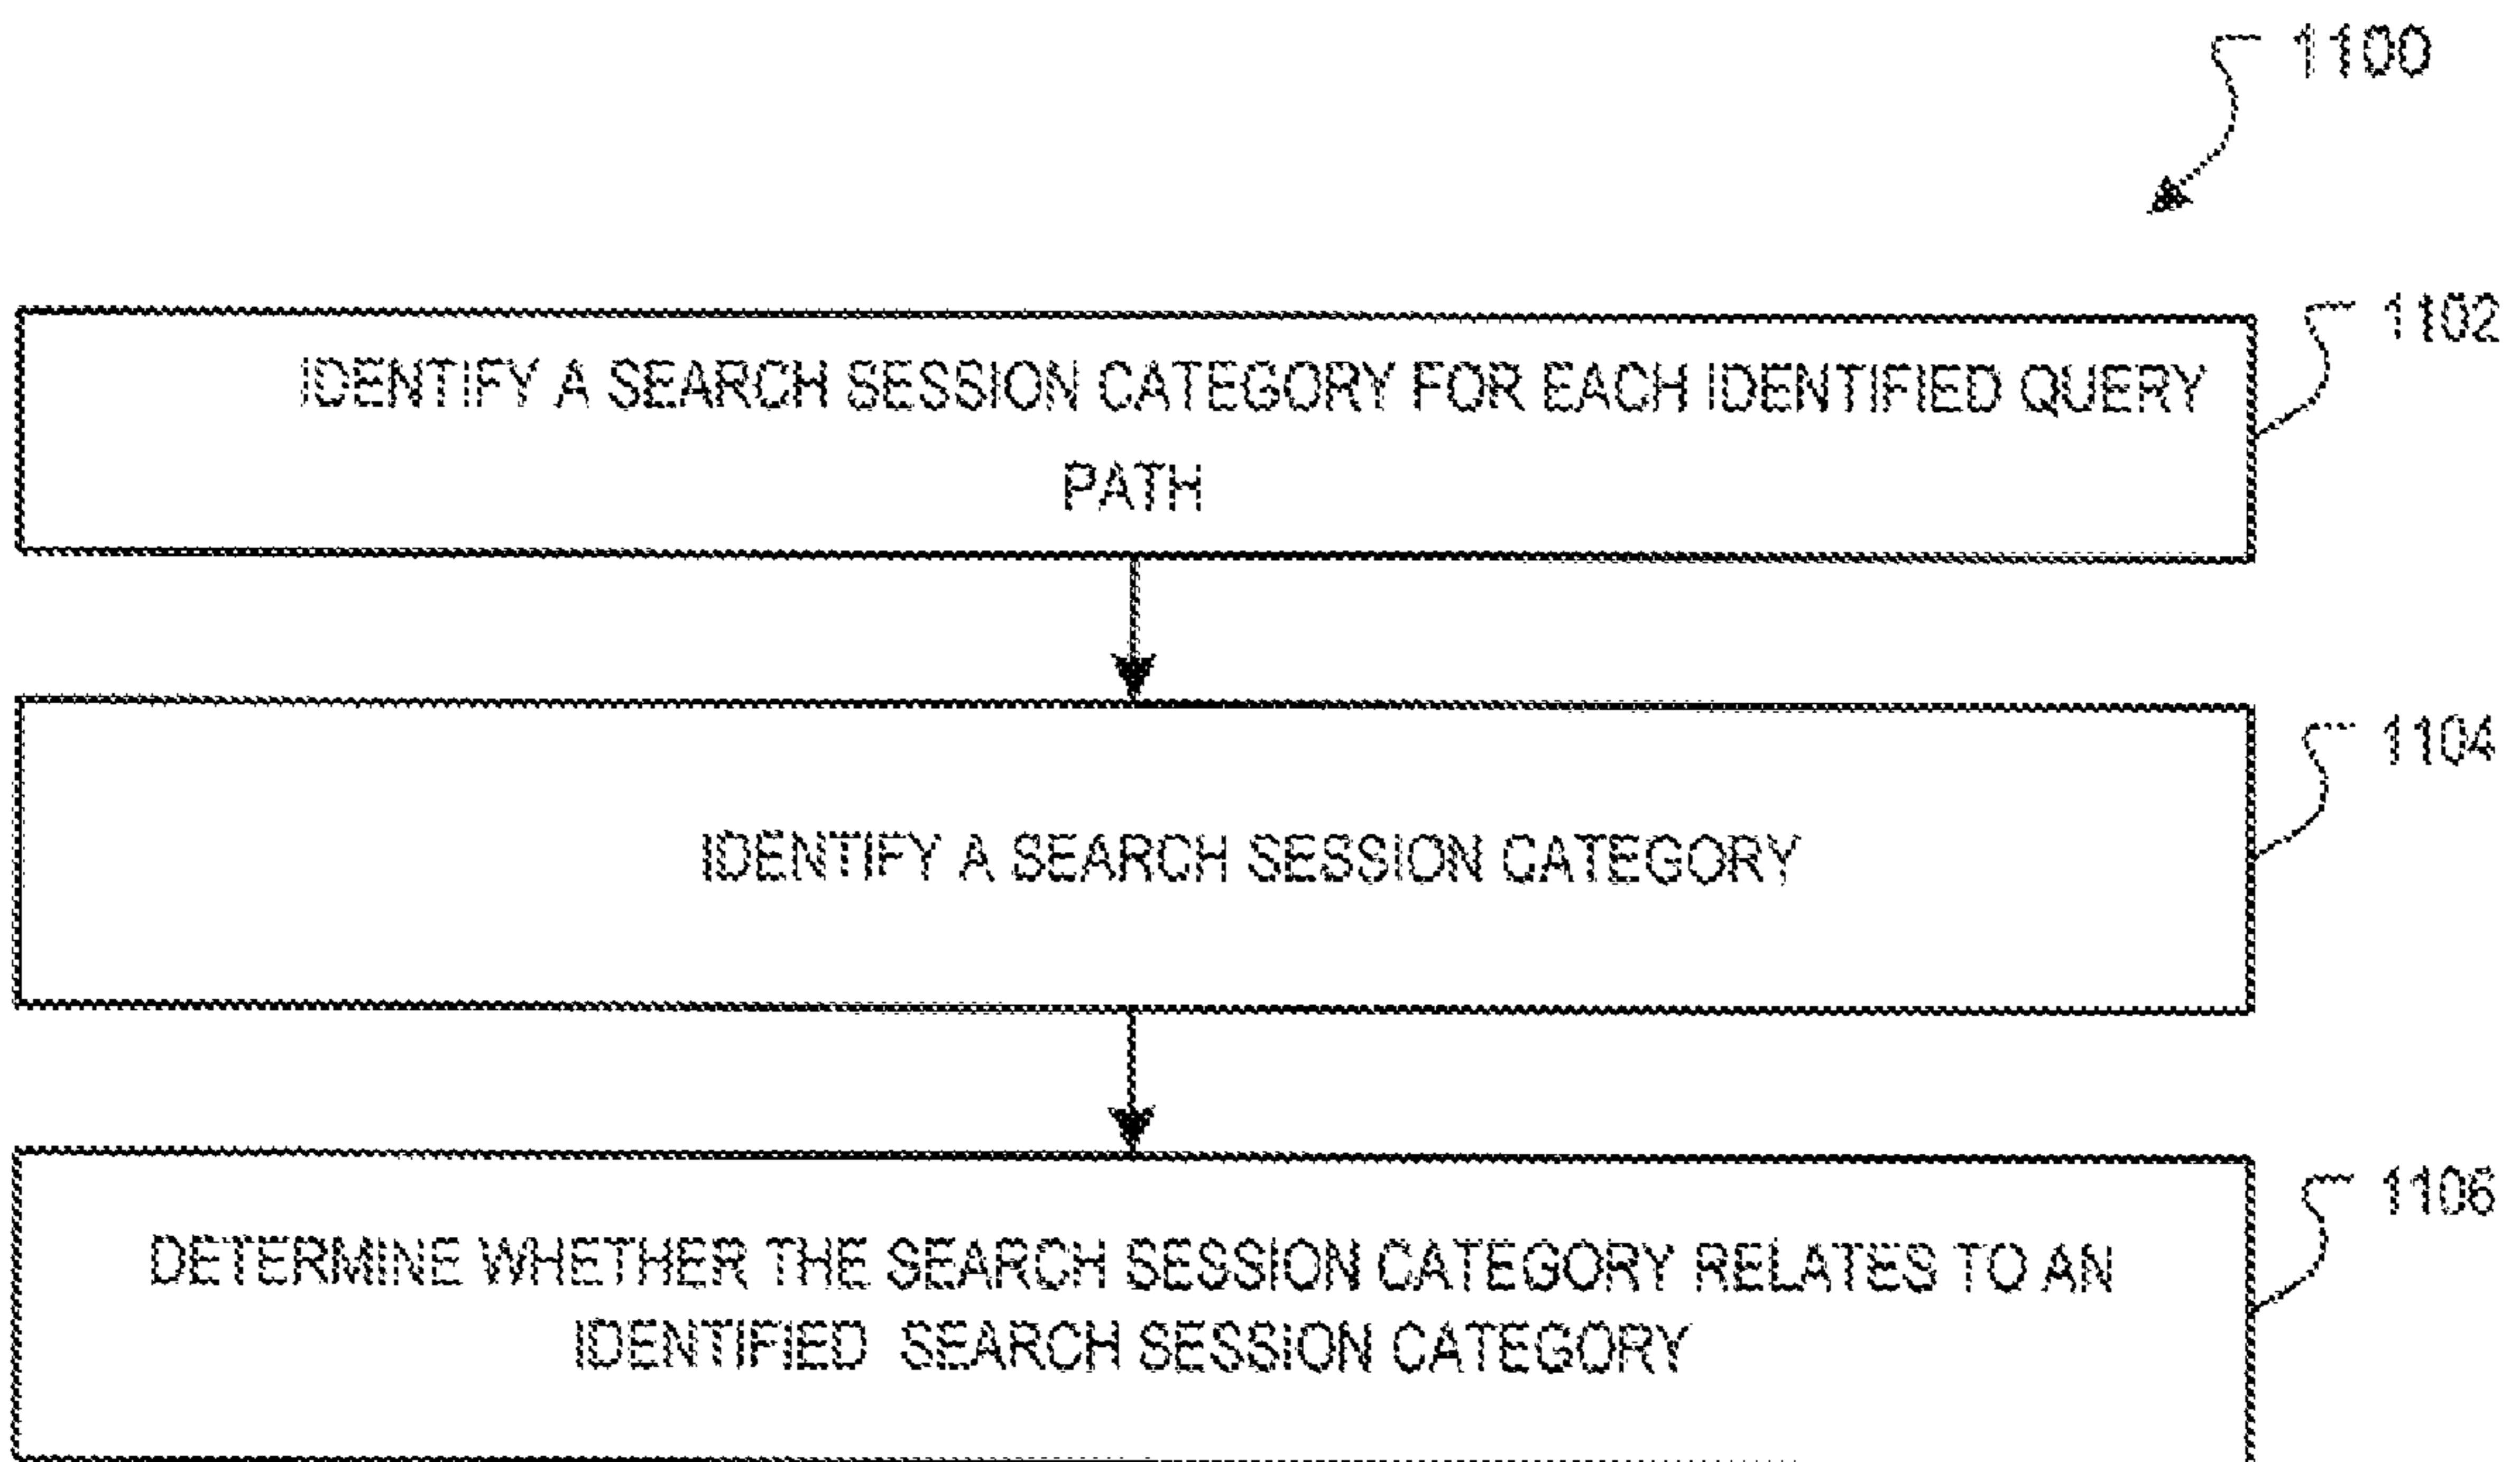 1100
1102
IDENTIFY A SEARCH SESSION CATEGORY FOR EACH IDENTIFIED QUERY
PATH
1104
IDENTIFY A SEARCH SESSION CATEGORY
1106
DETERMINE WHETHER THE SEARCH SESSION CATEGORY RELATES TO AN
IDENTIFIED SEARCH SESSION CATEGORY